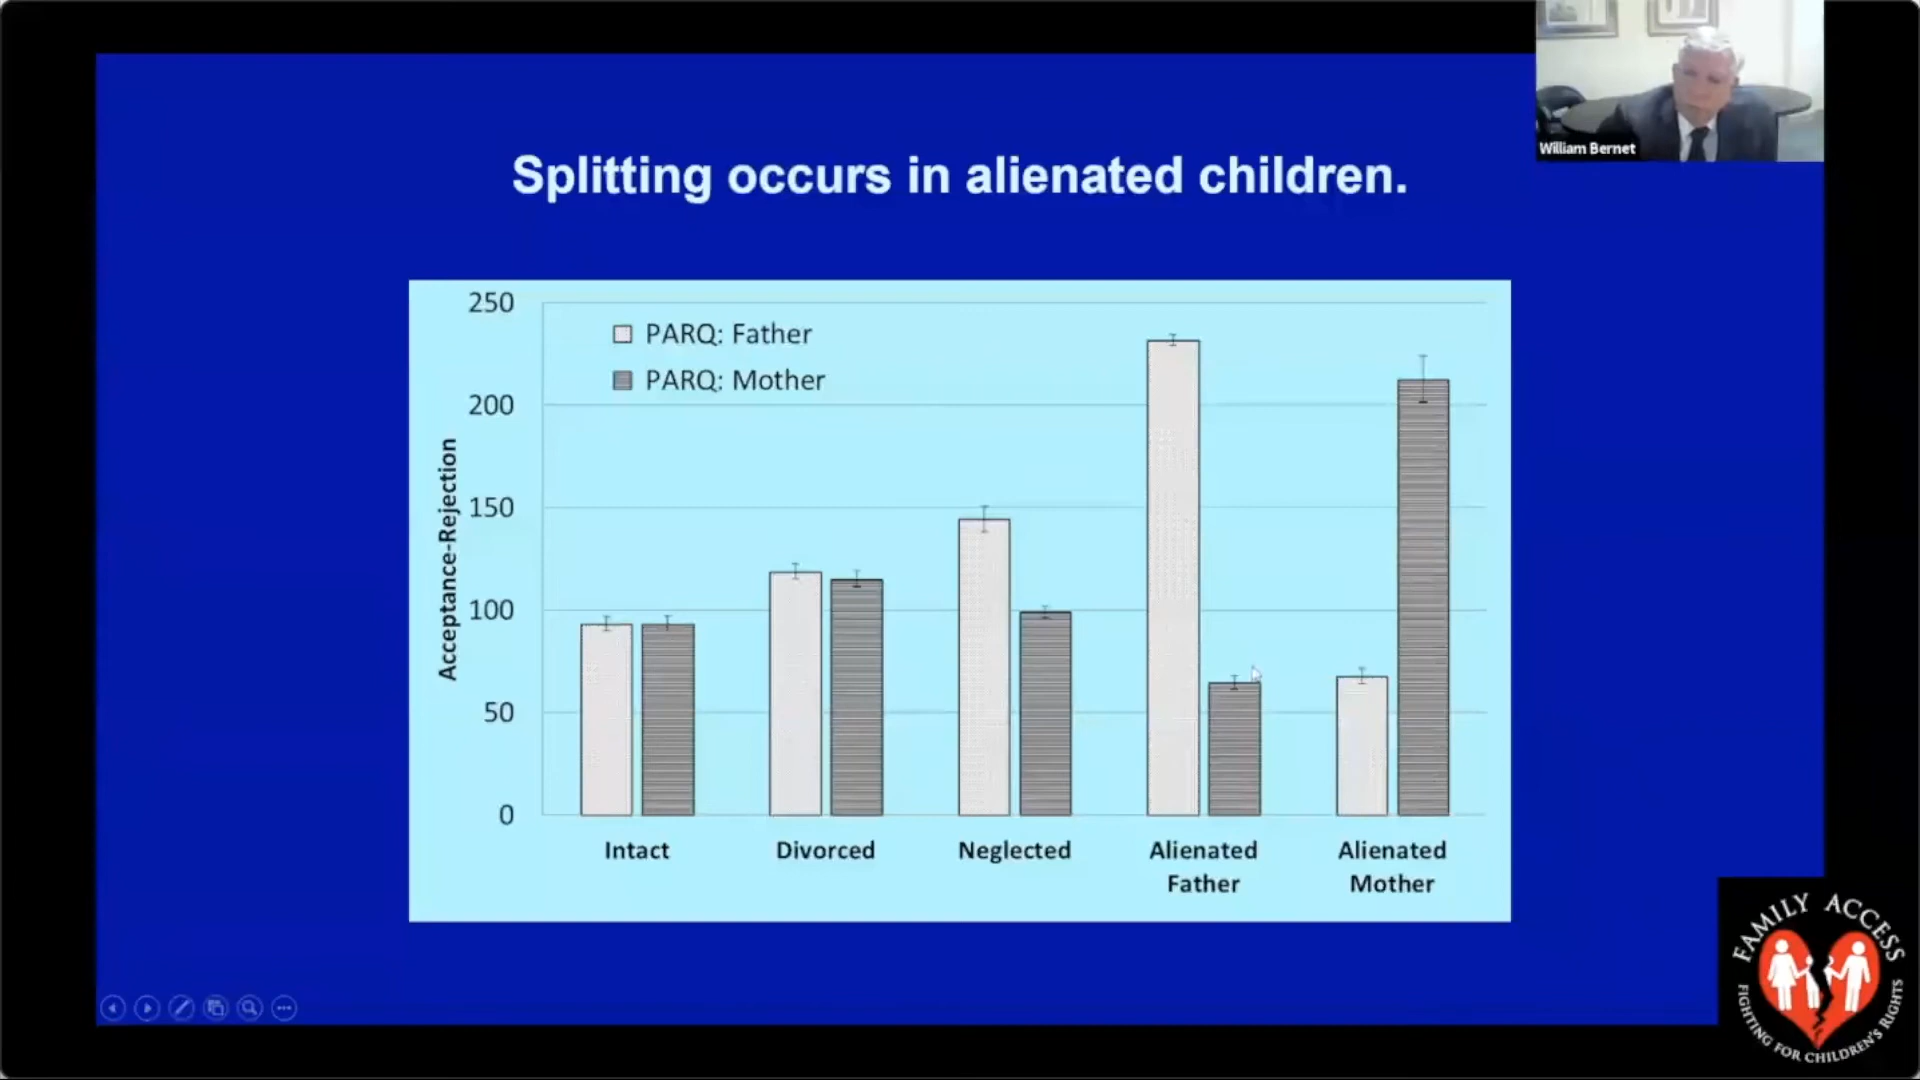 William Bernet
Splitting occurs in alienated children.
250
200
150
100
50
0
Acceptance-Rejection
PARQ: Father
PARQ: Mother
Intact
Divorced
Neglected
Alienated
Father
Alienated
Mother
FAMILY ACCESS
FIGHTING FOR CHILDREN'S RIGHTS